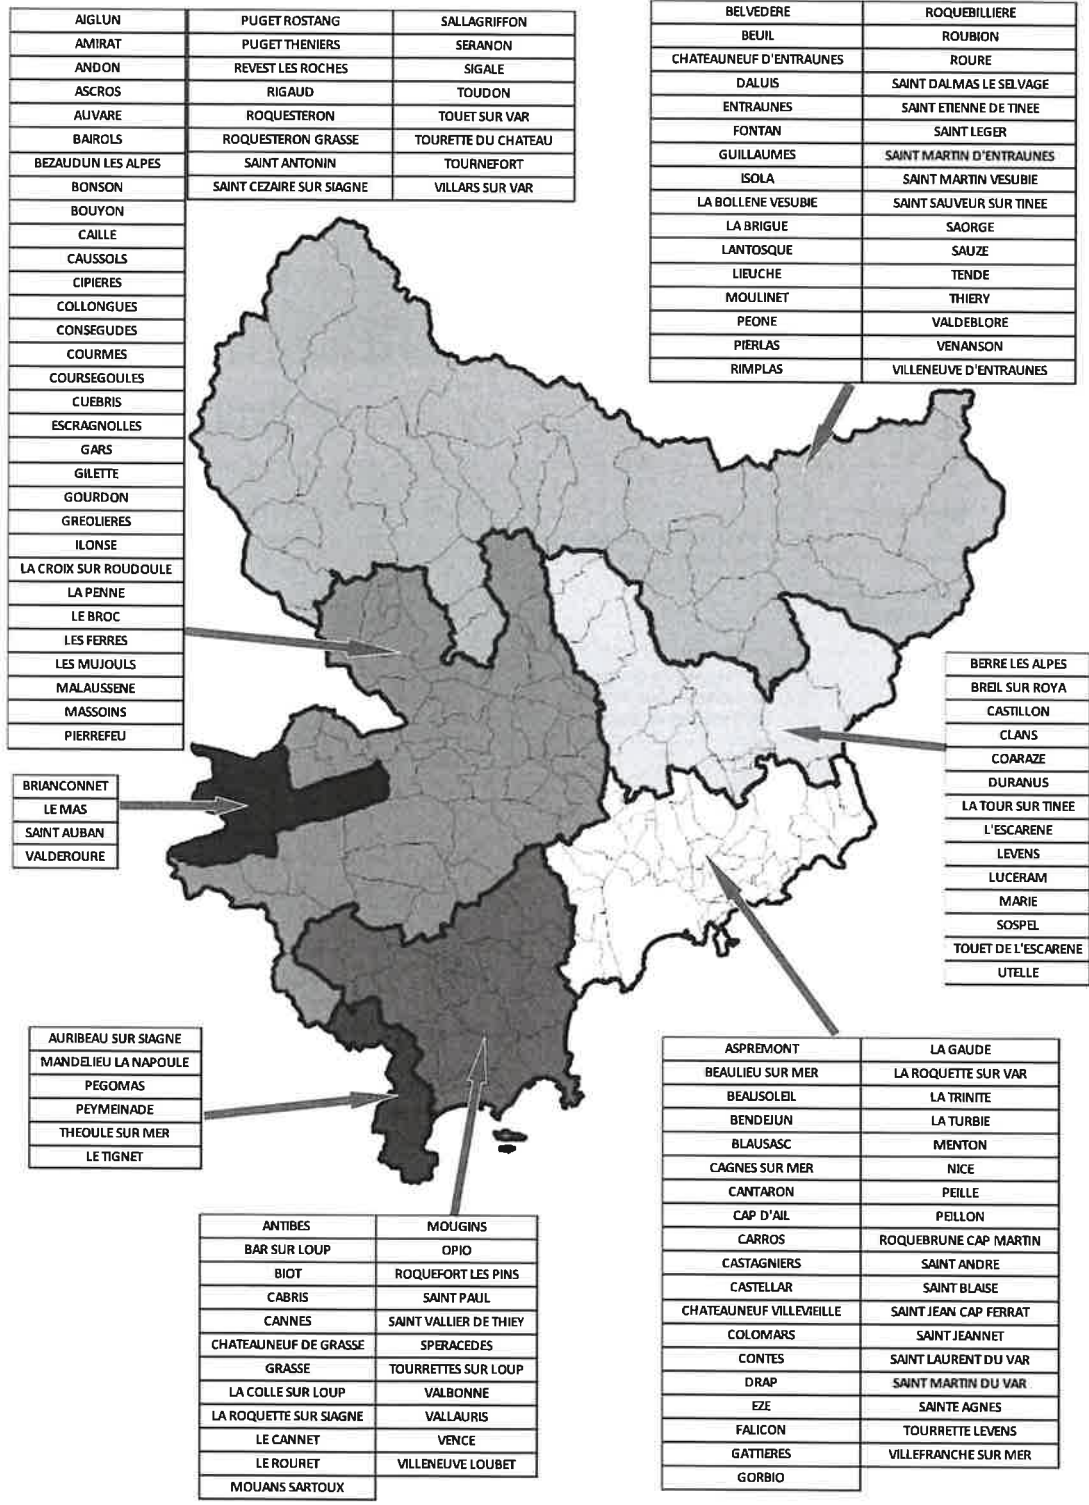 AIGLUN PUGET ROSTANG SALLAGRIFFON
AMIRAT PUGET THENIERS SERANON
ANDON REVEST LES ROCHES SIGALE
ASCROS RIGAUD TOUDON
AUVARE ROQUESTERON TOUET SUR VAR
BAIROLS ROQUESTERON GRASSE TOURETTE DU CHATEAU
BEZAUDUN LES ALPES SAINT ANTONIN TOURNEFORT
BONSON SAINT CEZAIRE SUR SIAGNE VILLARS SUR VAR
BOUYON
CAILLE
CAUSSOLS
CIPIERES
COLLONGUES
CONSEGUDES
COURMES
COURSEGOULES
CUEBRIS
ESCRAGNOLLES
GARS
GILETTE
GOURDON
GREOLIERES
ILONSE
LA CROIX SUR ROUDOULE
LA PENNE
LE BROC
LES FERRES
LES MUJOULS
MALAUSSENE
MASSOINS
PIERREFEU
BELVEDERE ROQUEBILLIERE
BEUIL ROUBION
CHATEAUNEUF D'ENTRAUNES ROURE
DALUIS SAINT DALMAS LE SELVAGE
ENTRAUNES SAINT ETIENNE DE TINEE
FONTAN SAINT LEGER
GUILLAUMES SAINT MARTIN D'ENTRAUNES
ISOLA SAINT MARTIN VESUBIE
LA BOLLENE VESUBIE SAINT SAUVEUR SUR TINEE
LA BRIGUE SAORGE
LANTOSQUE SAUZE
LIEUCHE TENDE
MOULINET THIERY
PEONE VALDEBLORE
PIERLAS VENANSON
RIMPLAS VILLENEUVE D'ENTRAUNES
BRIANCONNET
LE MAS
SAINT AUBAN
VALDEROURE
BERRE LES ALPES
BREIL SUR ROYA
CASTILLON
CLANS
COARAZE
DURANUS
LA TOUR SUR TINEE
L'ESCARENE
LEVENS
LUCERAM
MARIE
SOSPEL
TOUET DE L'ESCARENE
UTELLE
AURIBEAU SUR SIAGNE
MANDELIEU LA NAPOULE
PEGOMAS
PEYMEINADE
THEOULE SUR MER
LE TIGNET
ANTIBES MOUGINS
BAR SUR LOUP OPIO
BIOT ROQUEFORT LES PINS
CABRIS SAINT PAUL
CANNES SAINT VALLIER DE THIEY
CHATEAUNEUF DE GRASSE SPERACEDES
GRASSE TOURRETTES SUR LOUP
LA COLLE SUR LOUP VALBONNE
LA ROQUETTE SUR SIAGNE VALLAURIS
LE CANNET VENCE
LE ROURET VILLENEUVE LOUBET
MOUANS SARTOUX
ASPREMONT LA GAUDE
BEAULIEU SUR MER LA ROQUETTE SUR VAR
BEAUSOLEIL LA TRINITE
BENDEJUN LA TURBIE
BLAUSASC MENTON
CAGNES SUR MER NICE
CANTARON PEILLE
CAP D'AIL PEILLON
CARROS ROQUEBRUNE CAP MARTIN
CASTAGNIERS SAINT ANDRE
CASTELLAR SAINT BLAISE
CHATEAUNEUF VILLEVIEILLE SAINT JEAN CAP FERRAT
COLOMARS SAINT JEANNET
CONTES SAINT LAURENT DU VAR
DRAP SAINT MARTIN DU VAR
EZE SAINTE AGNES
FALICON TOURRETTE LEVENS
GATTIERES VILLEFRANCHE SUR MER
GORBIO